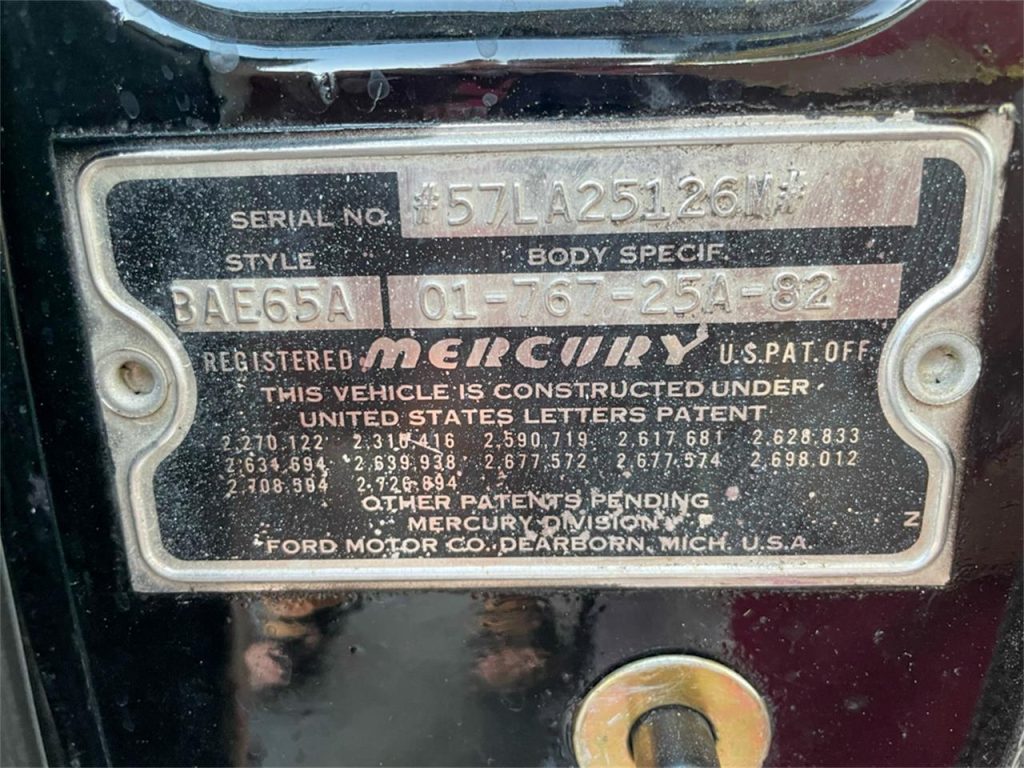 SERIAL NO. #57LA25126M#
STYLE BODY SPECIF.
BAE65A 01-767-25A-82
REGISTERED MERCURY U.S. PAT. OFF.
THIS VEHICLE IS CONSTRUCTED UNDER
UNITED STATES LETTERS PATENT
2,270.122 2,310.416 2,590.719 2,617.681 2,628.833
2,634.694 2,639.938 2,677.572 2,677.574 2,698.012
2,708.594 2,726.894
OTHER PATENTS PENDING
MERCURY DIVISION
FORD MOTOR CO. DEARBORN, MICH. U.S.A.
N